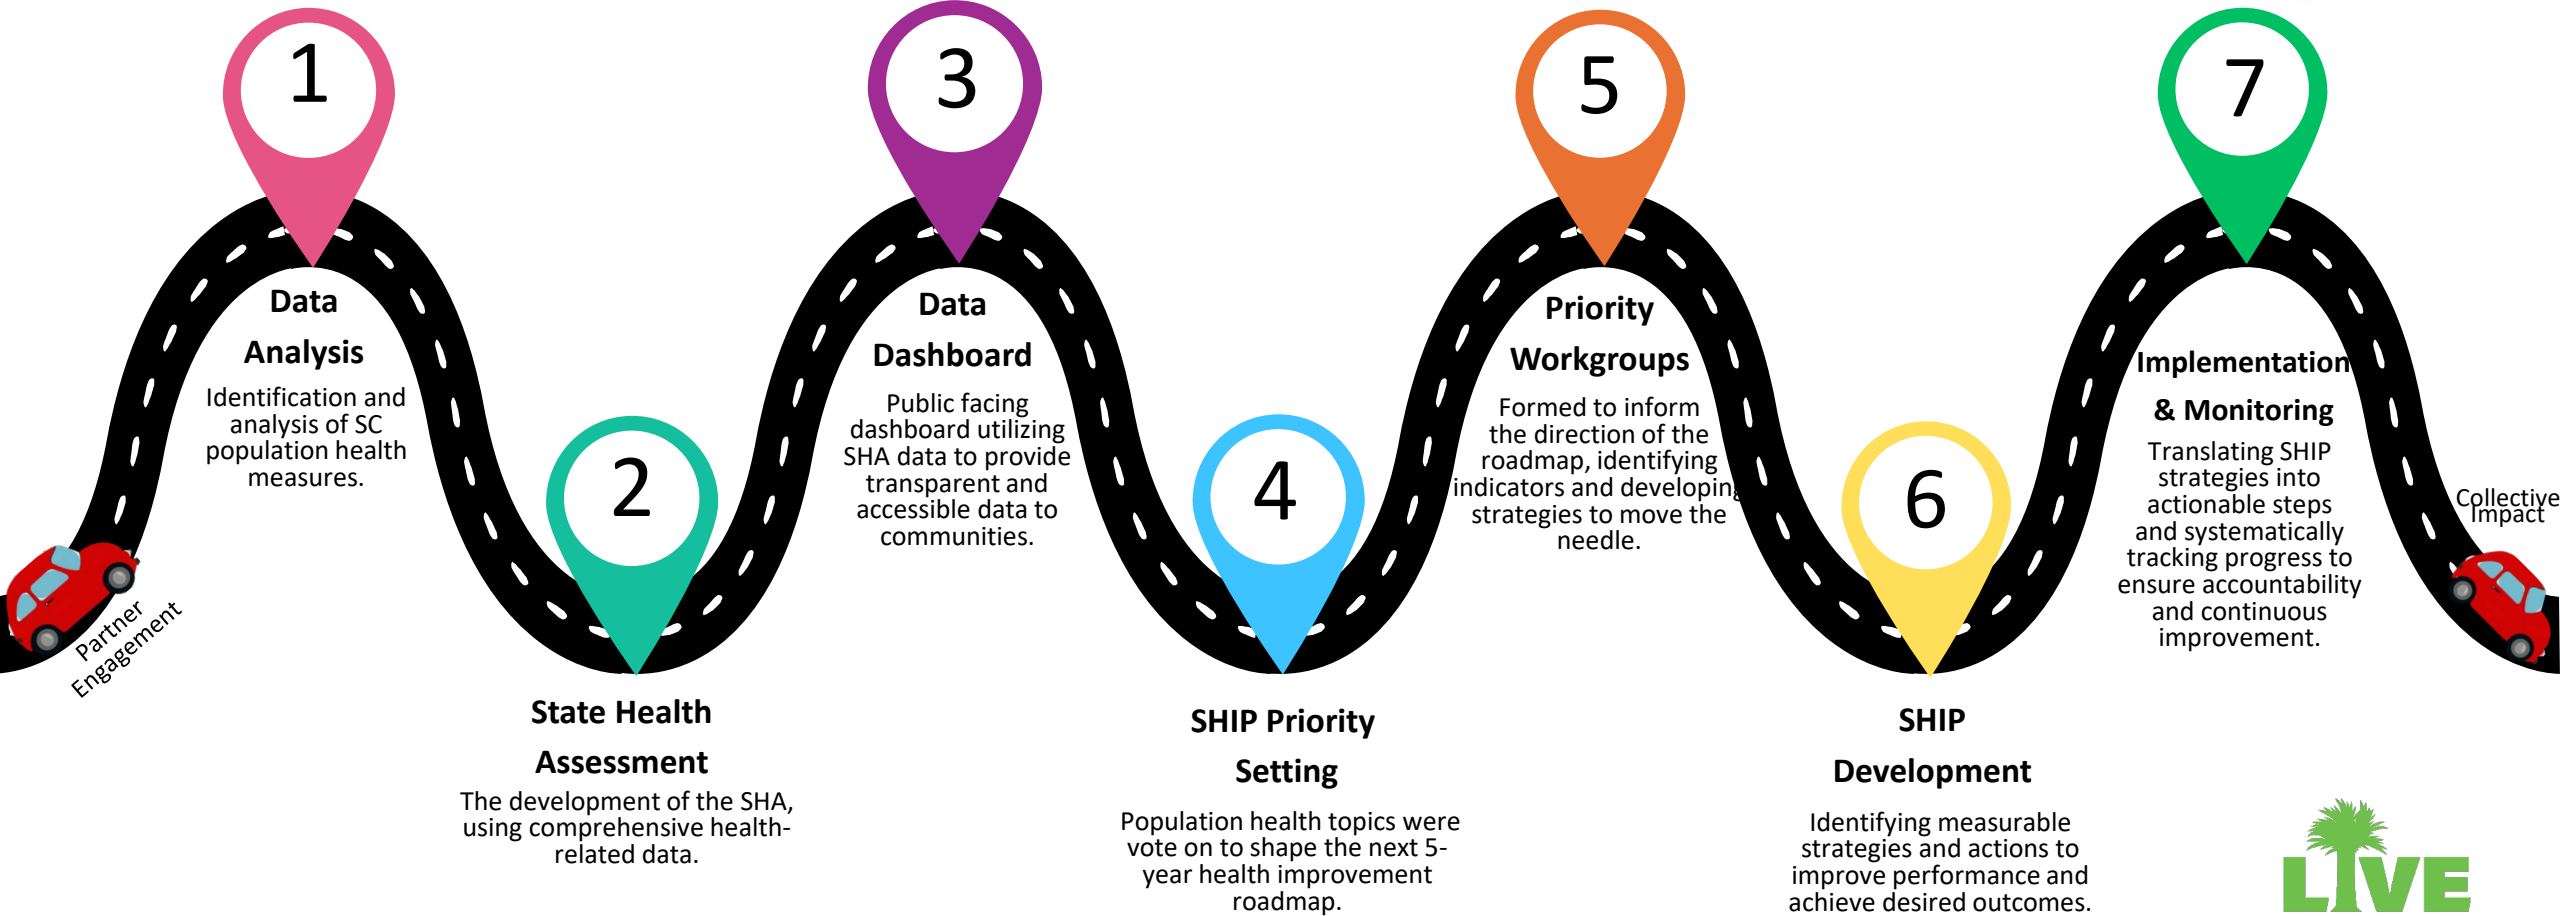 1
Data
Analysis
Identification and
analysis of SC
population health
measures.
Partner
Engagement
2
State Health
Assessment
The development of the SHA,
using comprehensive health-
related data.
3
Data
Dashboard
Public facing
dashboard utilizing
SHA data to provide
transparent and
accessible data to
communities.
4
SHIP Priority
Setting
Population health topics were
vote on to shape the next 5-
year health improvement
roadmap.
5
Priority
Workgroups
Formed to inform
the direction of the
roadmap, identifying
indicators and developing
strategies to move the
needle.
6
SHIP
Development
Identifying measurable
strategies and actions to
improve performance and
achieve desired outcomes.
7
Implementation
& Monitoring
Translating SHIP
strategies into
actionable steps
and systematically
tracking progress to
ensure accountability
and continuous
improvement.
Collective
Impact
LIVE